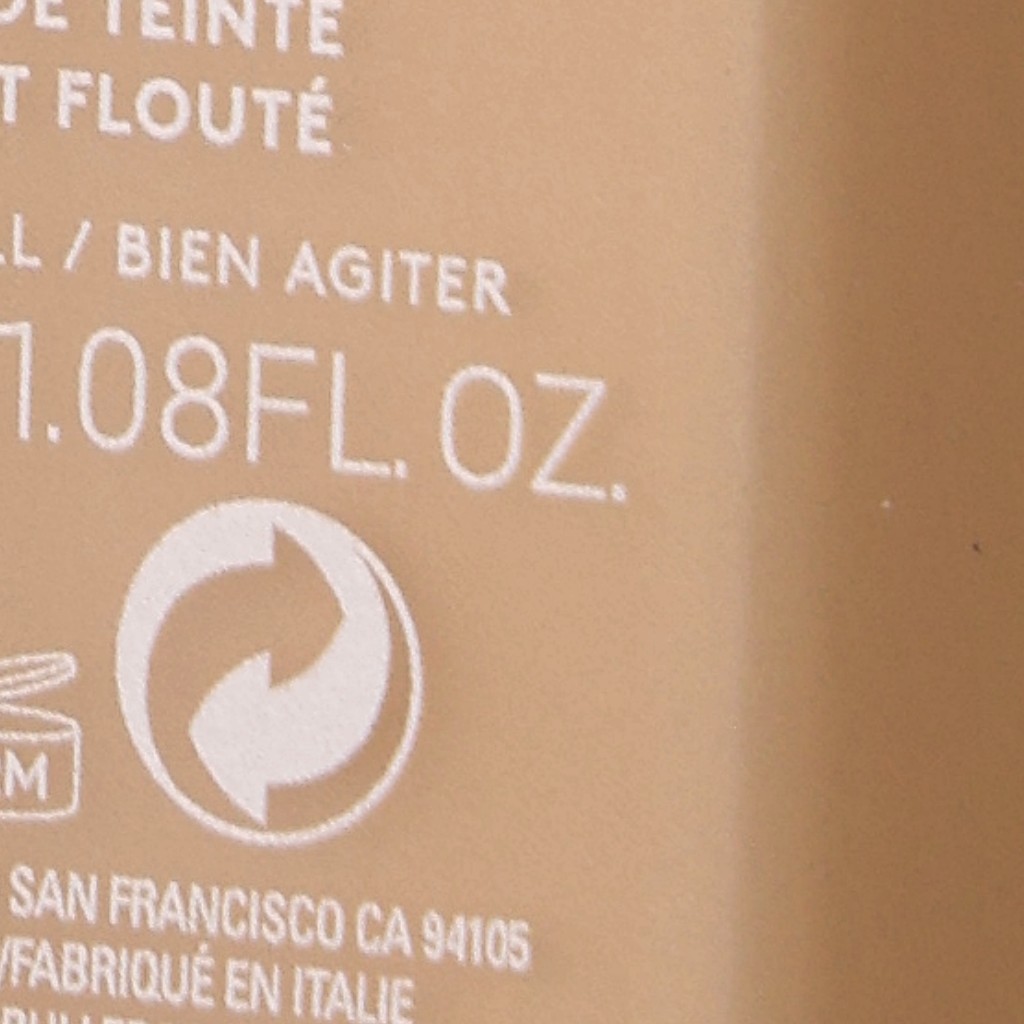 DE TEINTE
T FLOUTÉ
LL / BIEN AGITER
1.08FL. OZ.
M
SAN FRANCISCO CA 94105
/FABRIQUÉ EN ITALIE